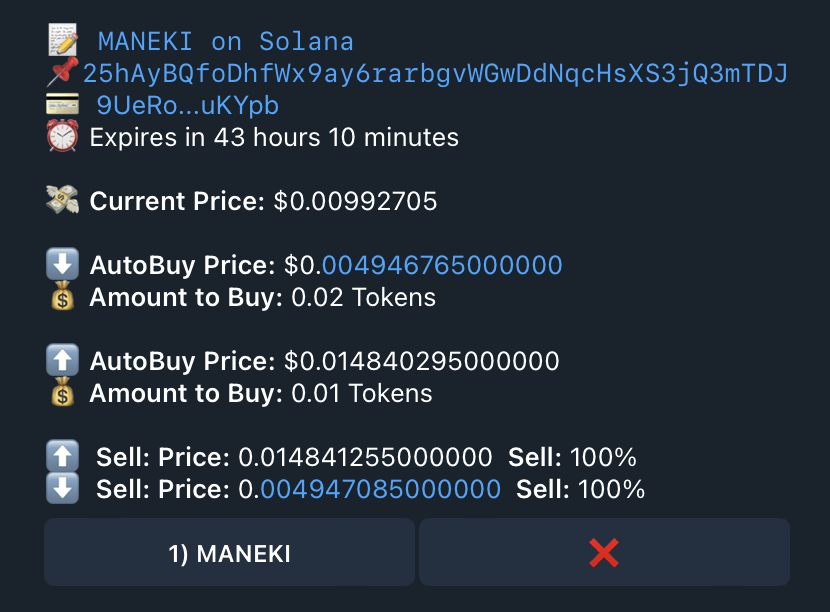 MANEKI on Solana
25hAyBQfoDhfWx9ay6rarbgvWGwDdNqcHsXS3jQ3mTDJ
9UeRo...uKYpb
Expires in 43 hours 10 minutes
Current Price: $0.00992705
AutoBuy Price: $0.004946765000000
Amount to Buy: 0.02 Tokens
AutoBuy Price: $0.014840295000000
Amount to Buy: 0.01 Tokens
Sell: Price: 0.014841255000000 Sell: 100%
Sell: Price: 0.004947085000000 Sell: 100%
1) MANEKI